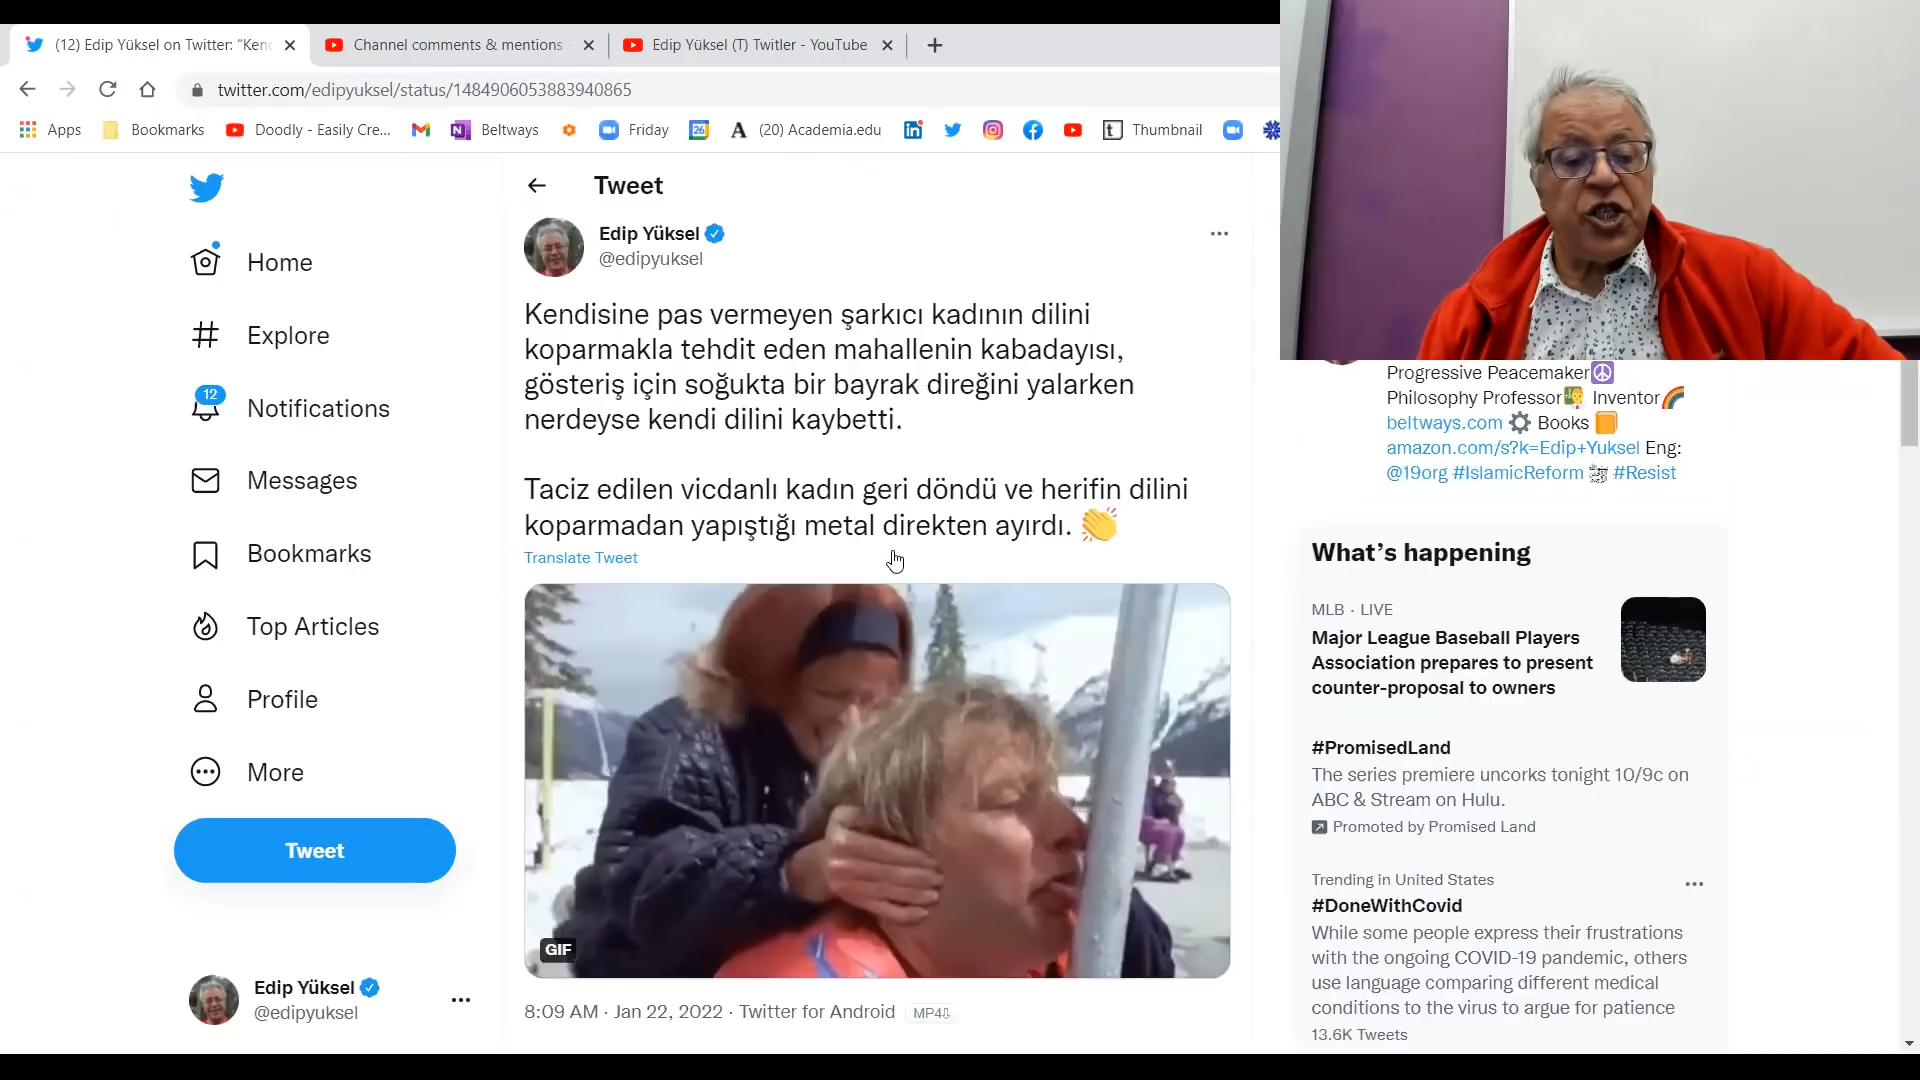 (12) Edip Yüksel on Twitter: “Ken
Channel comments & mentions
Edip Yüksel (T) Twitler - YouTube
twitter.com/edipyuksel/status/1484906053883940865
Apps
Bookmarks
Doodly - Easily Cre...
Beltways
Friday
(20) Academia.edu
Thumbnail
Home
Explore
12
Notifications
Messages
Bookmarks
Top Articles
Profile
More
Tweet
Edip Yüksel
@edipyuksel
Tweet
Edip Yüksel
@edipyuksel
Kendisine pas vermeyen şarkıcı kadının dilini
koparmakla tehdit eden mahallenin kabadayısı,
gösteriş için soğukta bir bayrak direğini yalarken
nerdeyse kendi dilini kaybetti.
Taciz edilen vicdanlı kadın geri döndü ve herifin dilini
koparmadan yapıştığı metal direkten ayırdı. 👏
Translate Tweet
GIF
8:09 AM · Jan 22, 2022 · Twitter for Android
MP4
Progressive Peacemaker☮️
Philosophy Professor👨‍🏫 Inventor🌈
beltways.com ⚙️ Books 📙
amazon.com/s?k=Edip+Yuksel Eng:
@19org #IslamicReform #Resist
What’s happening
MLB · LIVE
Major League Baseball Players
Association prepares to present
counter-proposal to owners
#PromisedLand
The series premiere uncorks tonight 10/9c on
ABC & Stream on Hulu.
Promoted by Promised Land
Trending in United States
#DoneWithCovid
While some people express their frustrations
with the ongoing COVID-19 pandemic, others
use language comparing different medical
conditions to the virus to argue for patience
13.6K Tweets